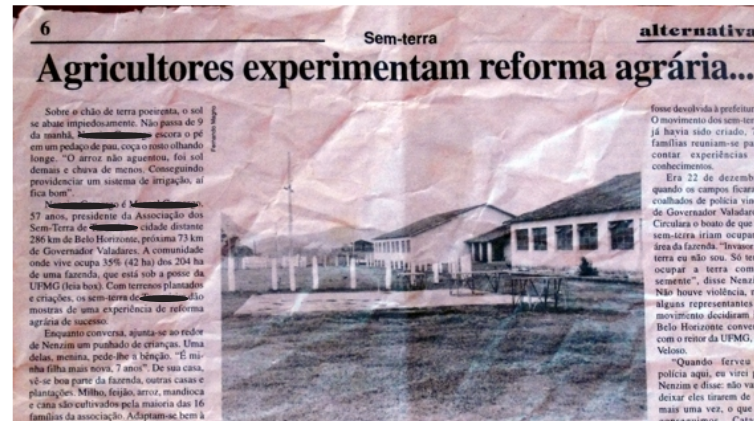 6
Sem-terra
alternativa
Agricultores experimentam reforma agrária...
Sobre o chão de terra poeirenta, o sol
se abate impiedosamente. Não passa de 9
da manhã, escora o pé
em um pedaço de pau, coça o rosto olhando
longe. "O arroz não aguentou, foi sol
demais e chuva de menos. Conseguindo
providenciar um sistema de irrigação, aí
fica bom".
é
57 anos, presidente da Associação dos
Sem-Terra de cidade distante
286 km de Belo Horizonte, próxima 73 km
de Governador Valadares. A comunidade
onde vive ocupa 35% (42 ha) dos 204 ha
de uma fazenda, que está sob a posse da
UFMG (leia box). Com terrenos plantados
e criações, os sem-terra de dão
mostras de uma experiência de reforma
agrária de sucesso.
Enquanto conversa, ajunta-se ao redor
de Nenzim um punhado de crianças. Uma
delas, menina, pede-lhe a bênção. "É mi-
nha filha mais nova, 7 anos". De sua casa,
vê-se boa parte da fazenda, outras casas e
plantações. Milho, feijão, arroz, mandioca
e cana são cultivados pela maioria das 16
famílias da associação. Adaptam-se bem à
Fernando Magno
fosse devolvida à prefeitur
O movimento dos sem-ter
já havia sido criado.
famílias reuniam-se pa
contar experiências
conhecimentos.
Era 22 de dezemb
quando os campos ficara
coalhados de polícia vin
de Governador Valadar
Circulara o boato de que
sem-terra iriam ocupar
área da fazenda. "Invaso
terra eu não sou. Só te
ocupar a terra com
semente", disse Nenzi
Não houve violência,
alguns representantes
movimento decidiram
Belo Horizonte conver
com o reitor da UFMG,
Veloso.
"Quando ferveu
polícia aqui, eu virei p
Nenzim e disse: não va
deixar eles tirarem de
mais uma vez, o que
conseguimos.